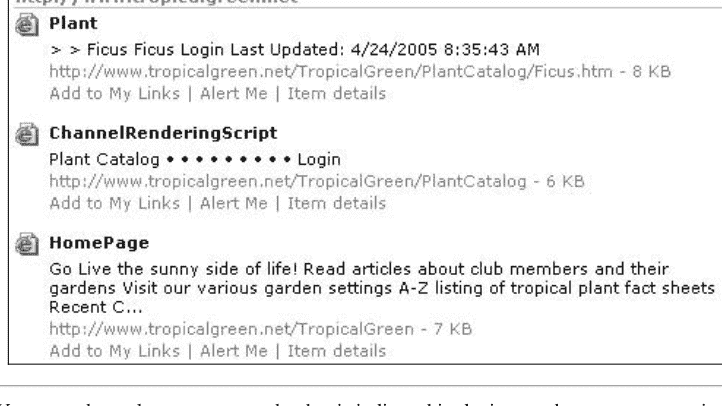 http://www.tropicalgreen.net
Plant
> > Ficus Ficus Login Last Updated: 4/24/2005 8:35:43 AM
http://www.tropicalgreen.net/TropicalGreen/PlantCatalog/Ficus.htm - 8 KB
Add to My Links | Alert Me | Item details
ChannelRenderingScript
Plant Catalog • • • • • • • • • Login
http://www.tropicalgreen.net/TropicalGreen/PlantCatalog - 6 KB
Add to My Links | Alert Me | Item details
HomePage
Go Live the sunny side of life! Read articles about club members and their
gardens Visit our various garden settings A-Z listing of tropical plant fact sheets
Recent C...
http://www.tropicalgreen.net/TropicalGreen - 7 KB
Add to My Links | Alert Me | Item details